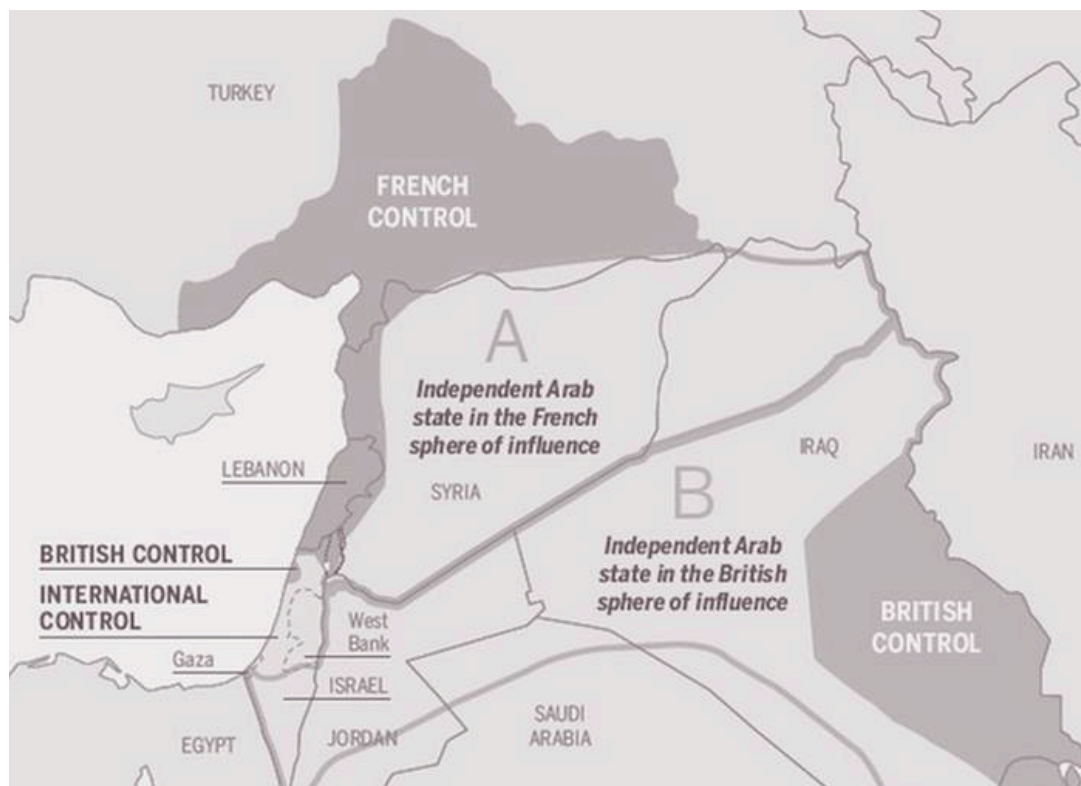 TURKEY
FRENCH
CONTROL
A
Independent Arab
state in the French
sphere of influence
LEBANON
SYRIA
IRAQ
IRAN
B
Independent Arab
state in the British
sphere of influence
BRITISH CONTROL
INTERNATIONAL
CONTROL
BRITISH
CONTROL
West
Bank
Gaza
ISRAEL
EGYPT
JORDAN
SAUDI
ARABIA